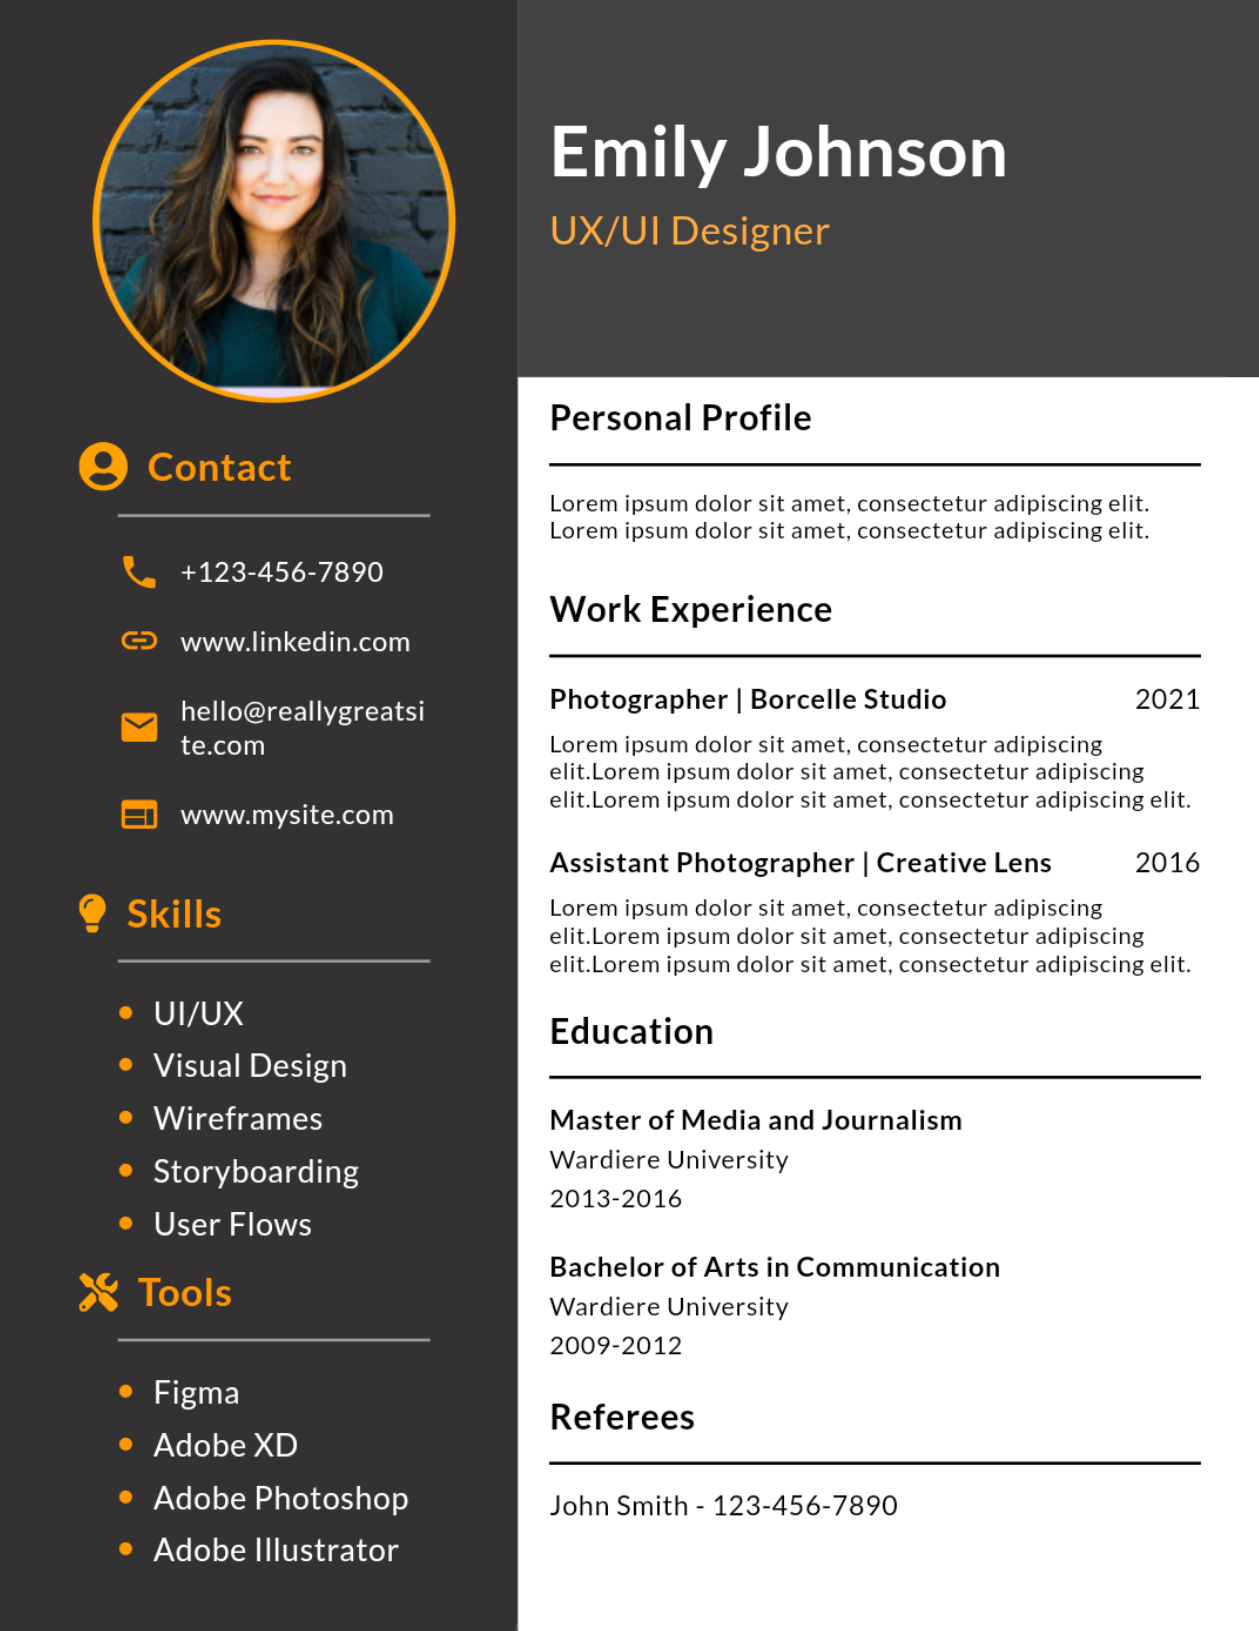 Emily Johnson
UX/UI Designer
Contact
+123-456-7890
www.linkedin.com
hello@reallygreatsi
te.com
www.mysite.com
Skills
UI/UX
Visual Design
Wireframes
Storyboarding
User Flows
Tools
Figma
Adobe XD
Adobe Photoshop
Adobe Illustrator
Personal Profile
Lorem ipsum dolor sit amet, consectetur adipiscing elit.
Lorem ipsum dolor sit amet, consectetur adipiscing elit.
Work Experience
Photographer | Borcelle Studio 2021
Lorem ipsum dolor sit amet, consectetur adipiscing
elit.Lorem ipsum dolor sit amet, consectetur adipiscing
elit.Lorem ipsum dolor sit amet, consectetur adipiscing elit.
Assistant Photographer | Creative Lens 2016
Lorem ipsum dolor sit amet, consectetur adipiscing
elit.Lorem ipsum dolor sit amet, consectetur adipiscing
elit.Lorem ipsum dolor sit amet, consectetur adipiscing elit.
Education
Master of Media and Journalism
Wardiere University
2013-2016
Bachelor of Arts in Communication
Wardiere University
2009-2012
Referees
John Smith - 123-456-7890